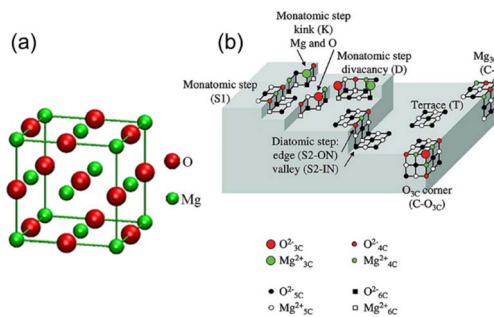 (a)
O
Mg
(b)
Monatomic step
kink (K)
Mg and O
Monatomic step
(S1)
Monatomic step
divacancy (D)
Mg3C
(C-
Terrace (T)
Diatomic step:
edge (S2-ON)
valley (S2-IN)
O3C corner
(C-O3C)
O²⁻3C
Mg²⁺3C
O²⁻4C
Mg²⁺4C
O²⁻5C
Mg²⁺5C
O²⁻6C
Mg²⁺6C